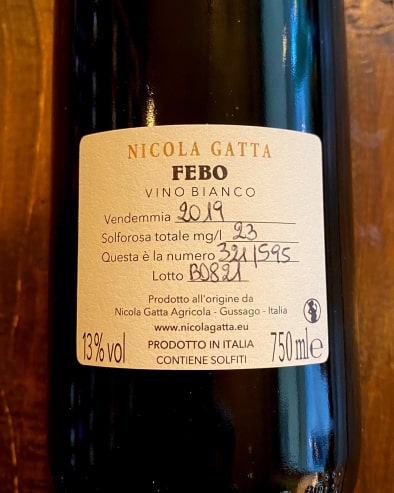 NICOLA GATTA
FEBO
VINO BIANCO
Vendemmia 2019
Solforosa totale mg/l 23
Questa è la numero 321/595
Lotto B0821
Prodotto all'origine da
Nicola Gatta Agricola - Gussago - Italia
www.nicolagatta.eu
13% vol PRODOTTO IN ITALIA 750 ml e
CONTIENE SOLFITI